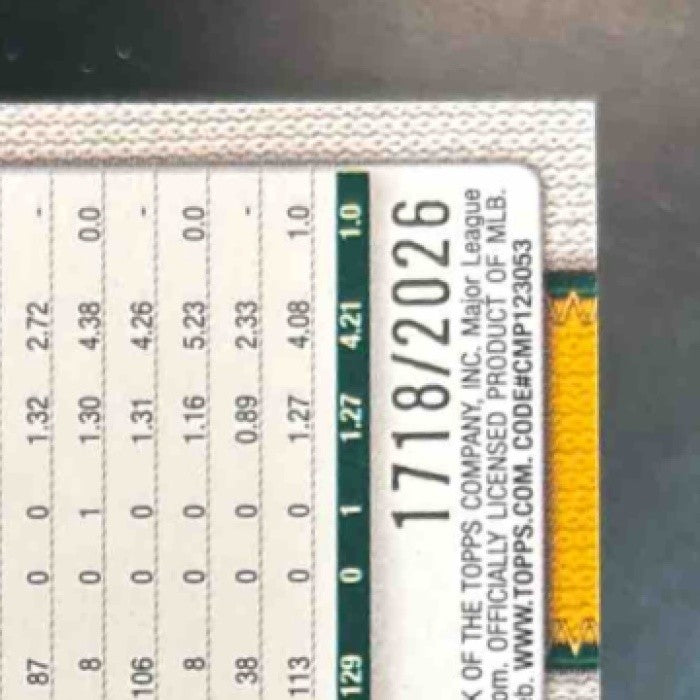 87 0 0 1.32 2.72 -
8 0 1 1.30 4.38 0.0
106 0 0 1.31 4.26 -
8 0 0 1.16 5.23 0.0
38 0 0 0.89 2.33 -
113 0 0 1.27 4.08 1.0
129 0 1 1.27 4.21 1.0
1718/2026
K OF THE TOPPS COMPANY, INC. Major League
om. OFFICIALLY LICENSED PRODUCT OF MLB.
b. WWW.TOPPS.COM. CODE#CMP123053